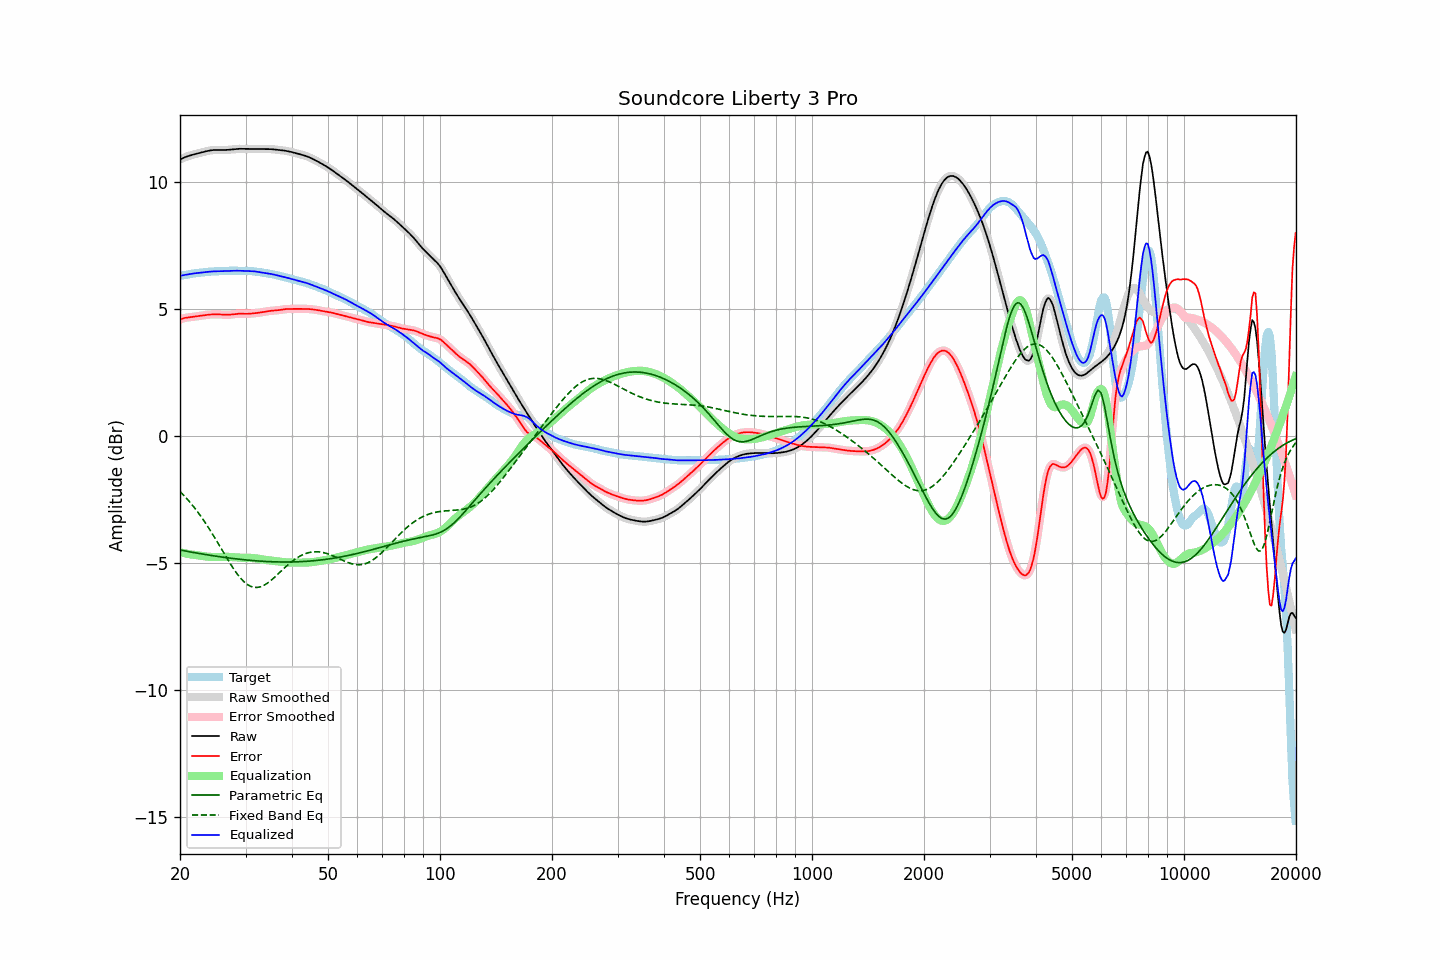 Soundcore Liberty 3 Pro
Amplitude (dBr)
10
5
0
−5
−10
−15
Target
Raw Smoothed
Error Smoothed
Raw
Error
Equalization
Parametric Eq
Fixed Band Eq
Equalized
20 50 100 200 500 1000 2000 5000 10000 20000
Frequency (Hz)